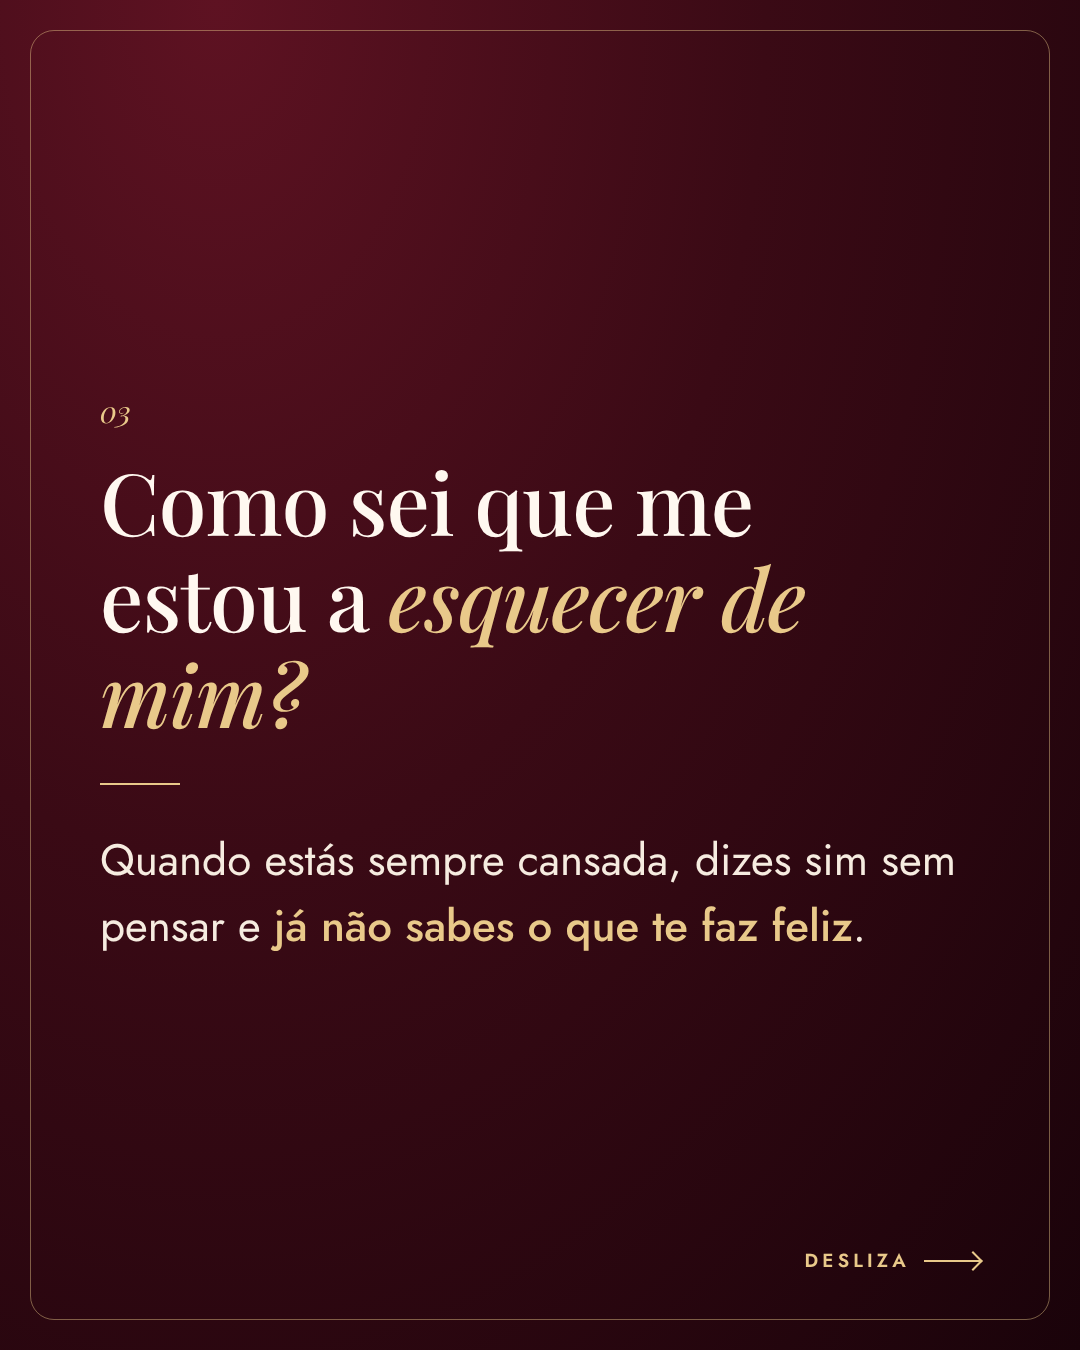 03
Como sei que me
estou a esquecer de
mim?
Quando estás sempre cansada, dizes sim sem
pensar e já não sabes o que te faz feliz.
DESLIZA